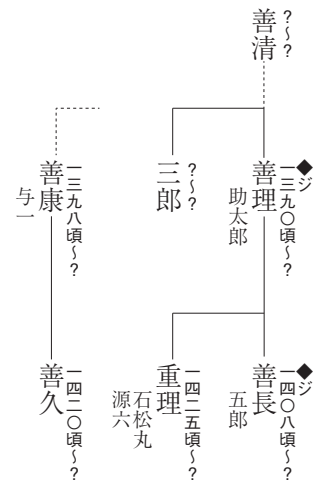 ?〜?
善清
◆ジ
一三九〇頃〜?
善理
助太郎
?〜?
三郎
一三九八頃〜?
善康
与一
◆ジ
一四〇八頃〜?
善長
五郎
一四二五頃〜?
重理
石松丸
源六
一四二〇頃〜?
善久